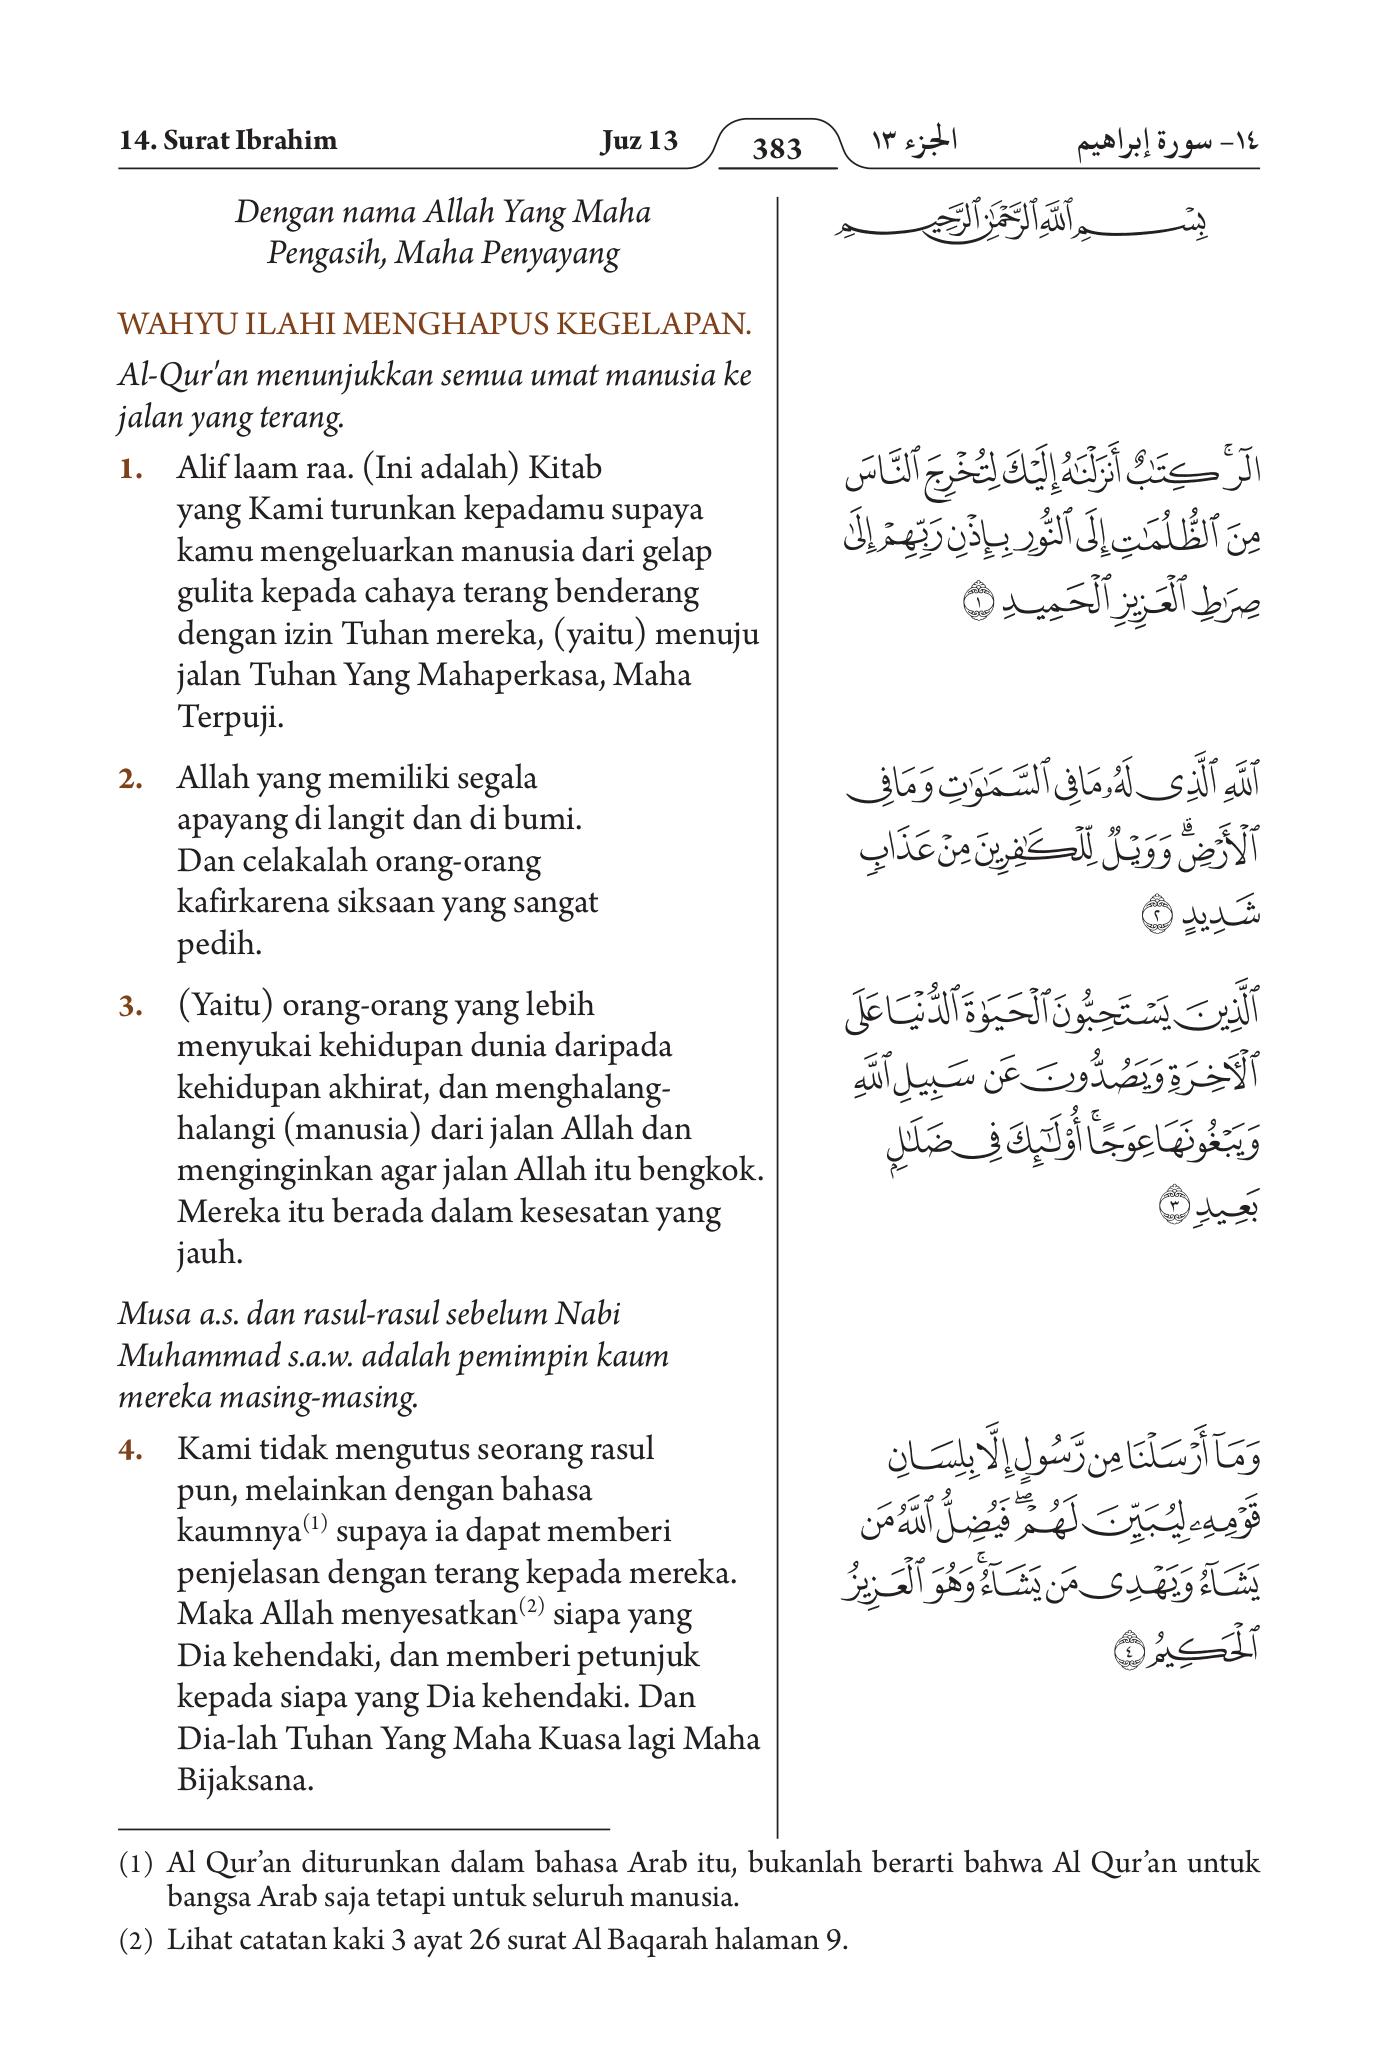 14. Surat Ibrahim
Juz 13
383
الجزء ١٣
١٤- سورة إبراهيم
Dengan nama Allah Yang Maha
Pengasih, Maha Penyayang
WAHYU ILAHI MENGHAPUS KEGELAPAN.
Al-Qur'an menunjukkan semua umat manusia ke
jalan yang terang.
1. Alif laam raa. (Ini adalah) Kitab
yang Kami turunkan kepadamu supaya
kamu mengeluarkan manusia dari gelap
gulita kepada cahaya terang benderang
dengan izin Tuhan mereka, (yaitu) menuju
jalan Tuhan Yang Mahaperkasa, Maha
Terpuji.
2. Allah yang memiliki segala
apayang di langit dan di bumi.
Dan celakalah orang-orang
kafirkarena siksaan yang sangat
pedih.
3. (Yaitu) orang-orang yang lebih
menyukai kehidupan dunia daripada
kehidupan akhirat, dan menghalang-
halangi (manusia) dari jalan Allah dan
menginginkan agar jalan Allah itu bengkok.
Mereka itu berada dalam kesesatan yang
jauh.
Musa a.s. dan rasul-rasul sebelum Nabi
Muhammad s.a.w. adalah pemimpin kaum
mereka masing-masing.
4. Kami tidak mengutus seorang rasul
pun, melainkan dengan bahasa
kaumnya(1) supaya ia dapat memberi
penjelasan dengan terang kepada mereka.
Maka Allah menyesatkan(2) siapa yang
Dia kehendaki, dan memberi petunjuk
kepada siapa yang Dia kehendaki. Dan
Dia-lah Tuhan Yang Maha Kuasa lagi Maha
Bijaksana.
بِسْمِ ٱللَّهِ ٱلرَّحْمَٰنِ ٱلرَّحِيمِ
الٓر ۚ كِتَٰبٌ أَنزَلْنَٰهُ إِلَيْكَ لِتُخْرِجَ ٱلنَّاسَ
مِنَ ٱلظُّلُمَٰتِ إِلَى ٱلنُّورِ بِإِذْنِ رَبِّهِمْ إِلَىٰ
صِرَٰطِ ٱلْعَزِيزِ ٱلْحَمِيدِ ١
ٱللَّهِ ٱلَّذِى لَهُۥ مَا فِى ٱلسَّمَٰوَٰتِ وَمَا فِى
ٱلْأَرْضِ ۗ وَوَيْلٌ لِّلْكَٰفِرِينَ مِنْ عَذَابٍ
شَدِيدٍ ٢
ٱلَّذِينَ يَسْتَحِبُّونَ ٱلْحَيَوٰةَ ٱلدُّنْيَا عَلَى
ٱلْـَٔاخِرَةِ وَيَصُدُّونَ عَن سَبِيلِ ٱللَّهِ
وَيَبْغُونَهَا عِوَجًا ۚ أُو۟لَٰٓئِكَ فِى ضَلَٰلٍۭ
بَعِيدٍ ٣
وَمَآ أَرْسَلْنَا مِن رَّسُولٍ إِلَّا بِلِسَانِ
قَوْمِهِۦ لِيُبَيِّنَ لَهُمْ ۖ فَيُضِلُّ ٱللَّهُ مَن
يَشَآءُ وَيَهْدِى مَن يَشَآءُ ۚ وَهُوَ ٱلْعَزِيزُ
ٱلْحَكِيمُ ٤
(1) Al Qur’an diturunkan dalam bahasa Arab itu, bukanlah berarti bahwa Al Qur’an untuk
bangsa Arab saja tetapi untuk seluruh manusia.
(2) Lihat catatan kaki 3 ayat 26 surat Al Baqarah halaman 9.